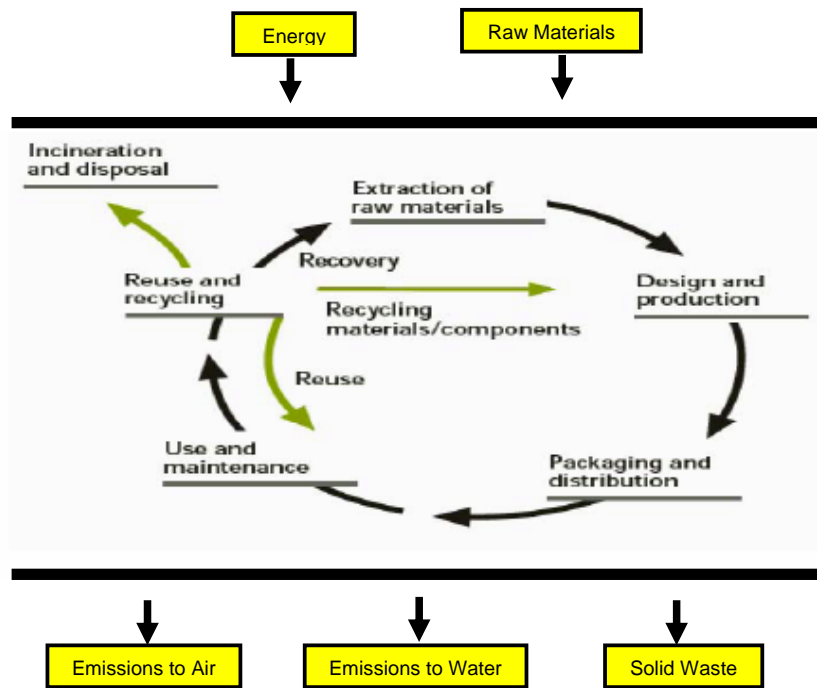 Energy
Raw Materials
Incineration
and disposal
Extraction of
raw materials
Recovery
Reuse and
recycling
Design and
production
Recycling
materials/components
Reuse
Use and
maintenance
Packaging and
distribution
Emissions to Air
Emissions to Water
Solid Waste